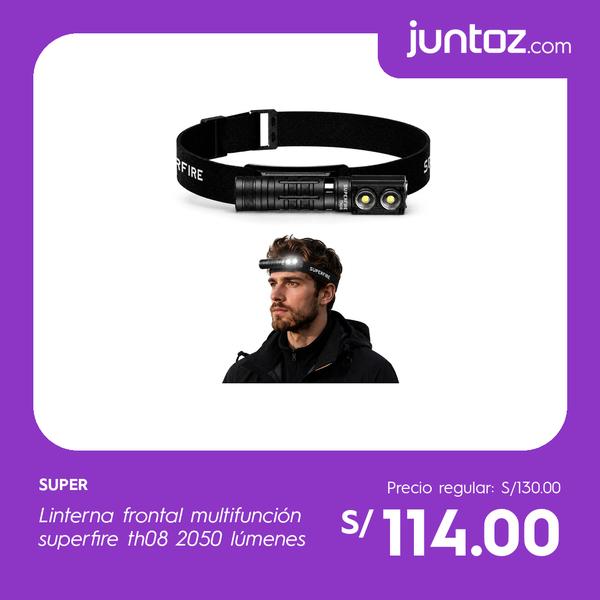 juntoz.com
SUPERFIRE
SUPERFIRE
SUPER
Precio regular: S/130.00
Linterna frontal multifunción
superfire th08 2050 lúmenes
S/114.00